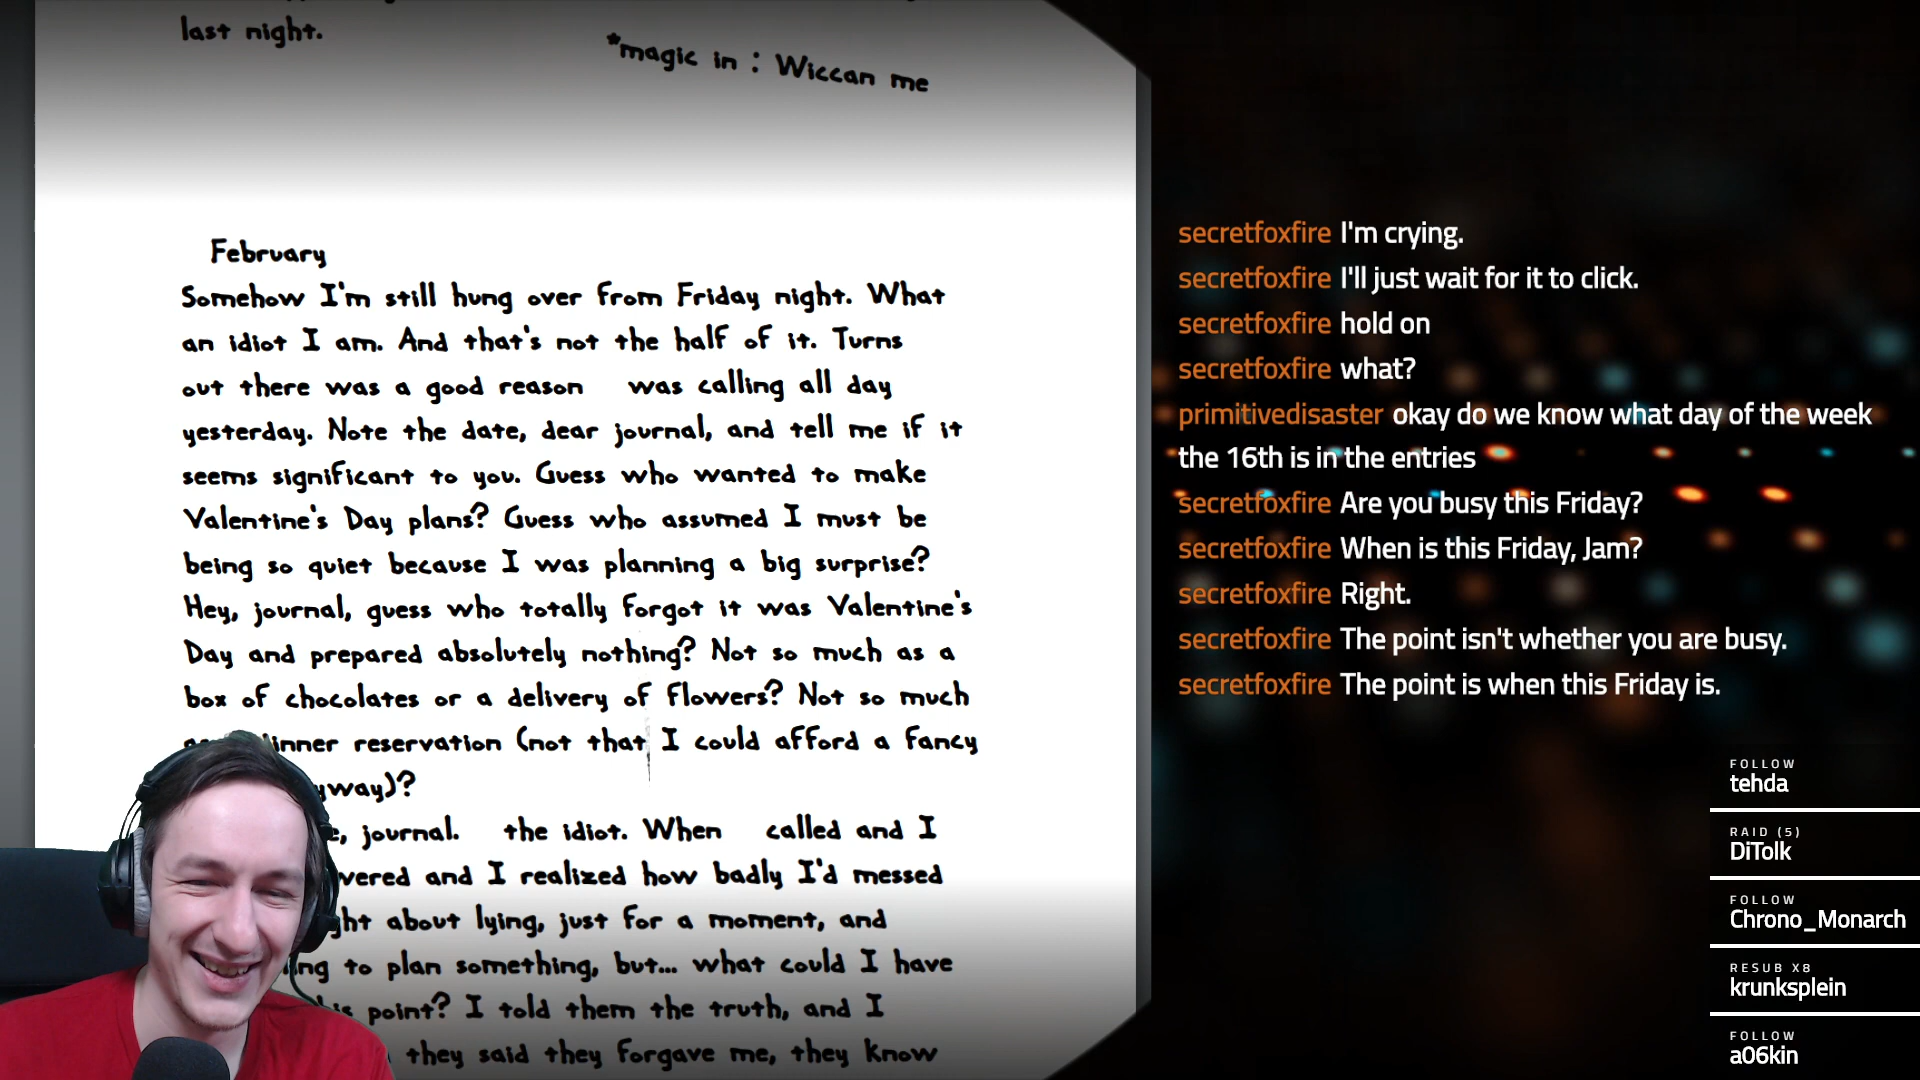 last night.
*magic in : Wiccan me
February
Somehow I'm still hung over from Friday night. What
an idiot I am. And that's not the half of it. Turns
out there was a good reason was calling all day
yesterday. Note the date, dear journal, and tell me if it
seems significant to you. Guess who wanted to make
Valentine's Day plans? Guess who assumed I must be
being so quiet because I was planning a big surprise?
Hey, journal, guess who totally forgot it was Valentine's
Day and prepared absolutely nothing? Not so much as a
box of chocolates or a delivery of flowers? Not so much
reservation (not that I could afford a fancy
journal. the idiot. When called and I
and I realized how badly I'd messed
about lying, just for a moment, and
to plan something, but... what could I have
point? I told them the truth, and I
they said they forgave me, they know
secretfoxfire I'm crying.
secretfoxfire I'll just wait for it to click.
secretfoxfire hold on
secretfoxfire what?
primitivedisaster okay do we know what day of the week
the 16th is in the entries
secretfoxfire Are you busy this Friday?
secretfoxfire When is this Friday, Jam?
secretfoxfire Right.
secretfoxfire The point isn't whether you are busy.
secretfoxfire The point is when this Friday is.
FOLLOW
tehda
RAID (5)
DiTolk
FOLLOW
Chrono_Monarch
RESUB X8
krunksplein
FOLLOW
a06kin